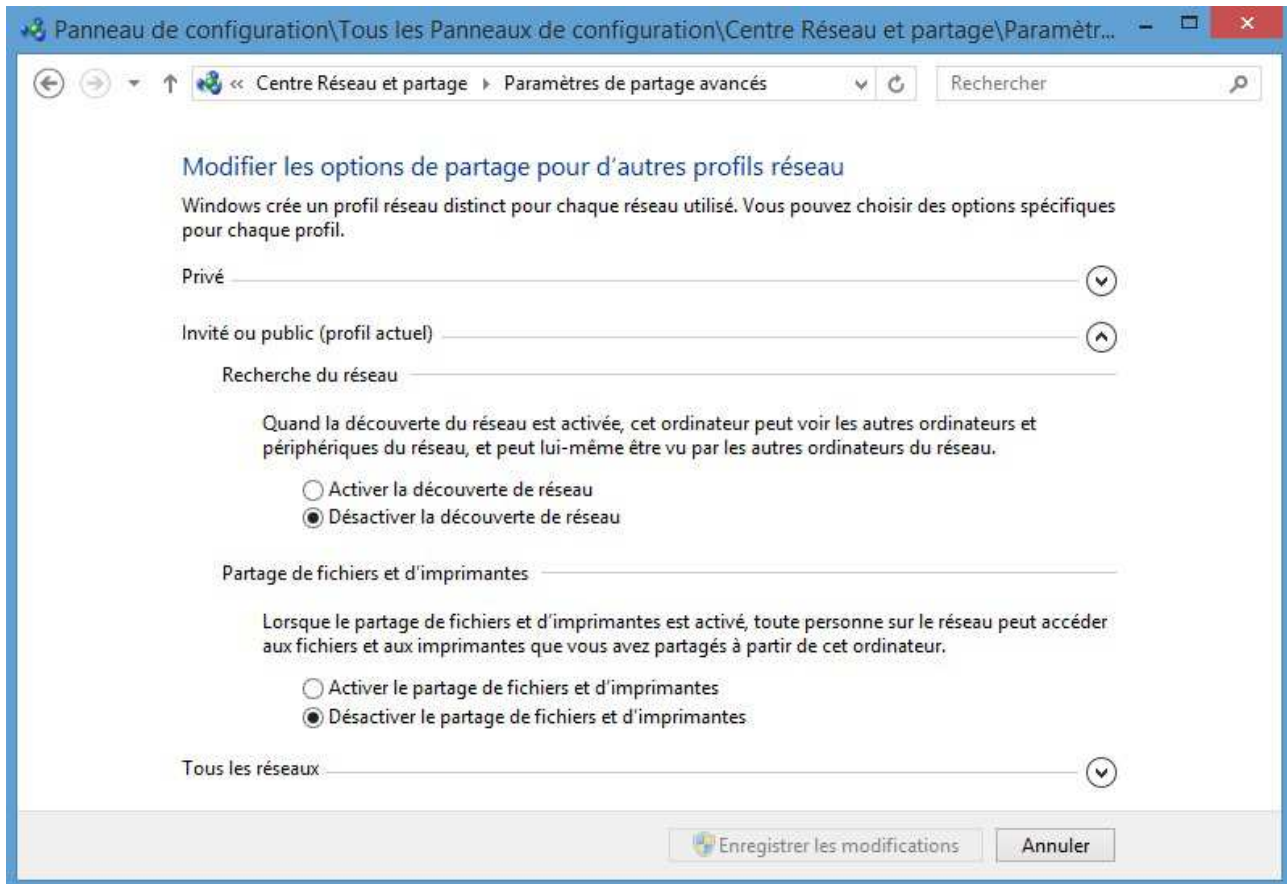 Panneau de configuration\Tous les Panneaux de configuration\Centre Réseau et partage\Paramètr...
« Centre Réseau et partage Paramètres de partage avancés
Rechercher
Modifier les options de partage pour d'autres profils réseau
Windows crée un profil réseau distinct pour chaque réseau utilisé. Vous pouvez choisir des options spécifiques
pour chaque profil.
Privé
Invité ou public (profil actuel)
Recherche du réseau
Quand la découverte du réseau est activée, cet ordinateur peut voir les autres ordinateurs et
périphériques du réseau, et peut lui-même être vu par les autres ordinateurs du réseau.
Activer la découverte de réseau
Désactiver la découverte de réseau
Partage de fichiers et d'imprimantes
Lorsque le partage de fichiers et d'imprimantes est activé, toute personne sur le réseau peut accéder
aux fichiers et aux imprimantes que vous avez partagés à partir de cet ordinateur.
Activer le partage de fichiers et d'imprimantes
Désactiver le partage de fichiers et d'imprimantes
Tous les réseaux
Enregistrer les modifications
Annuler